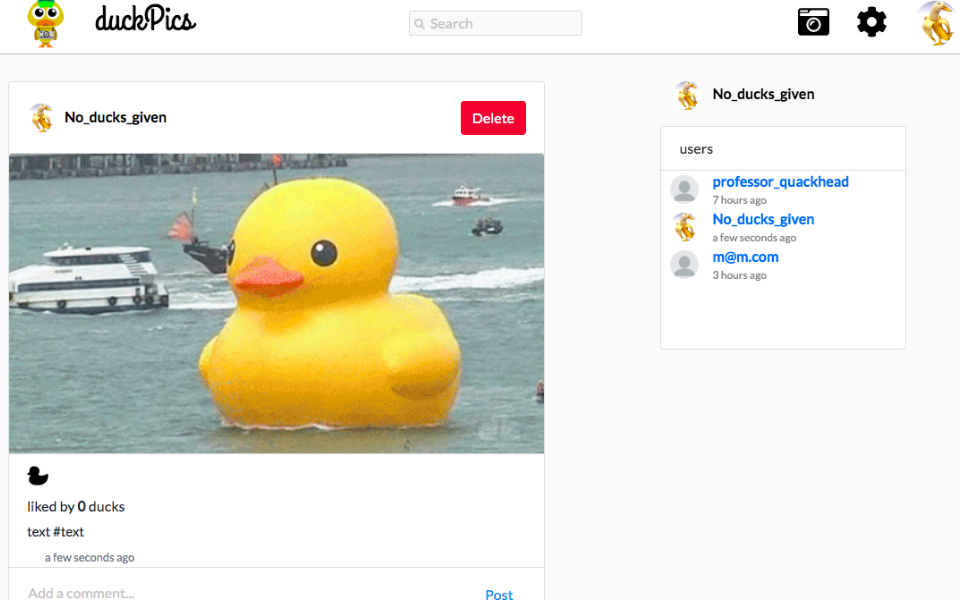 duckPics
Search
No_ducks_given
Delete
liked by 0 ducks
text #text
a few seconds ago
Add a comment...
Post
No_ducks_given
users
professor_quackhead
7 hours ago
No_ducks_given
a few seconds ago
m@m.com
3 hours ago